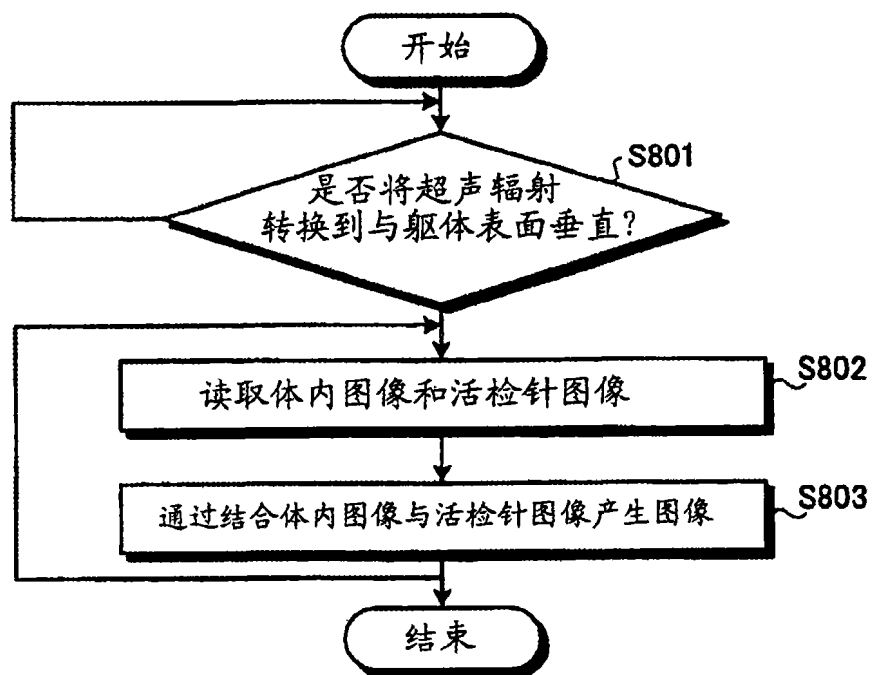 开始
S801
是否将超声辐射
转换到与躯体表面垂直?
S802
读取体内图像和活检针图像
S803
通过结合体内图像与活检针图像产生图像
结束